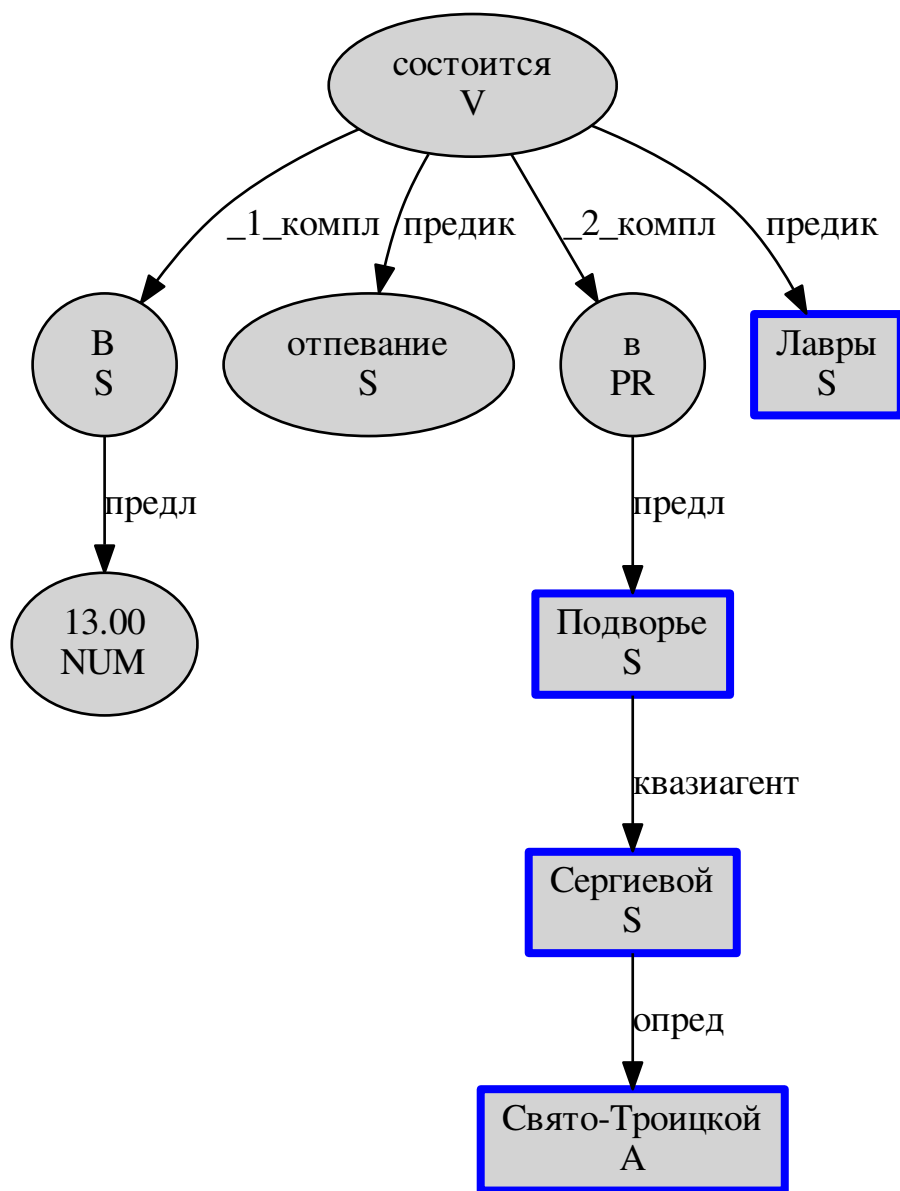 состоится
V
_1_компл
предик
_2_компл
предик
В
S
отпевание
S
в
PR
Лавры
S
предл
предл
13.00
NUM
Подворье
S
квазиагент
Сергиевой
S
опред
Свято-Троицкой
A